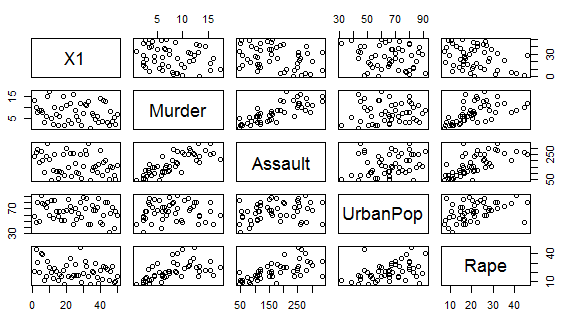 5 10 15
30 50 70 90
X1
0 30
5 15
Murder
Assault
50 150 250
30 70
UrbanPop
Rape
10 40
0 20 40
50 150 250
10 20 30 40